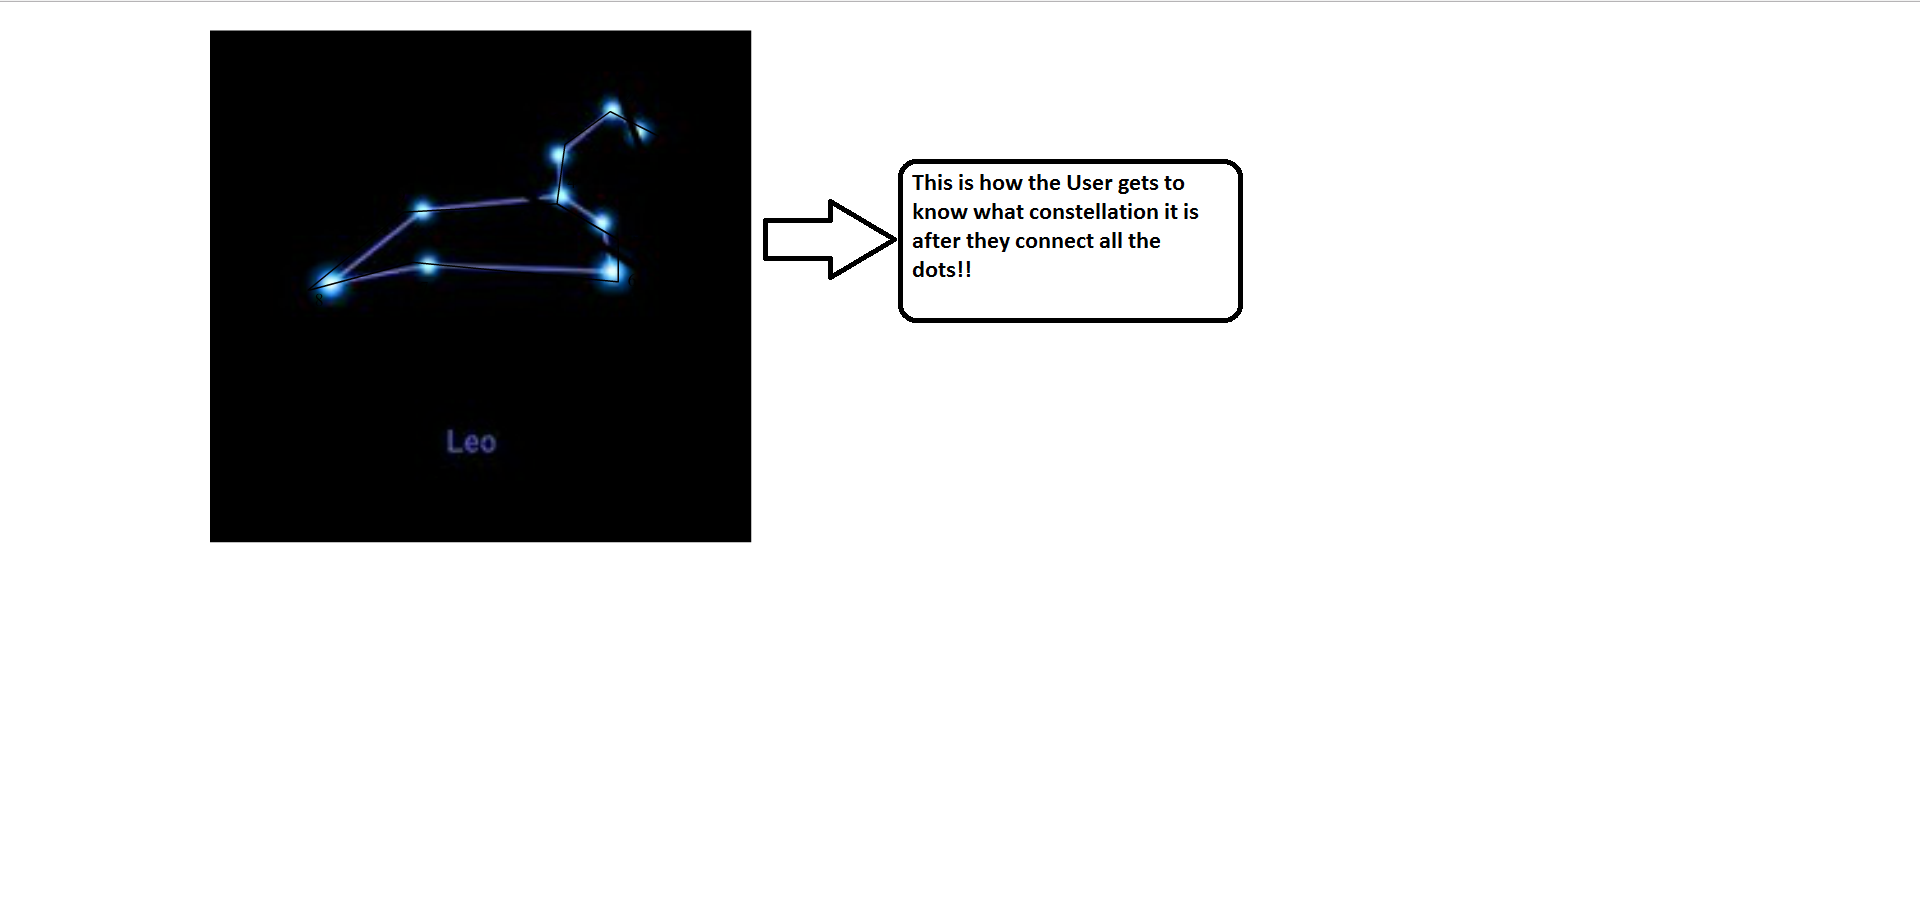 This is how the User gets to
know what constellation it is
after they connect all the
dots!!
Leo